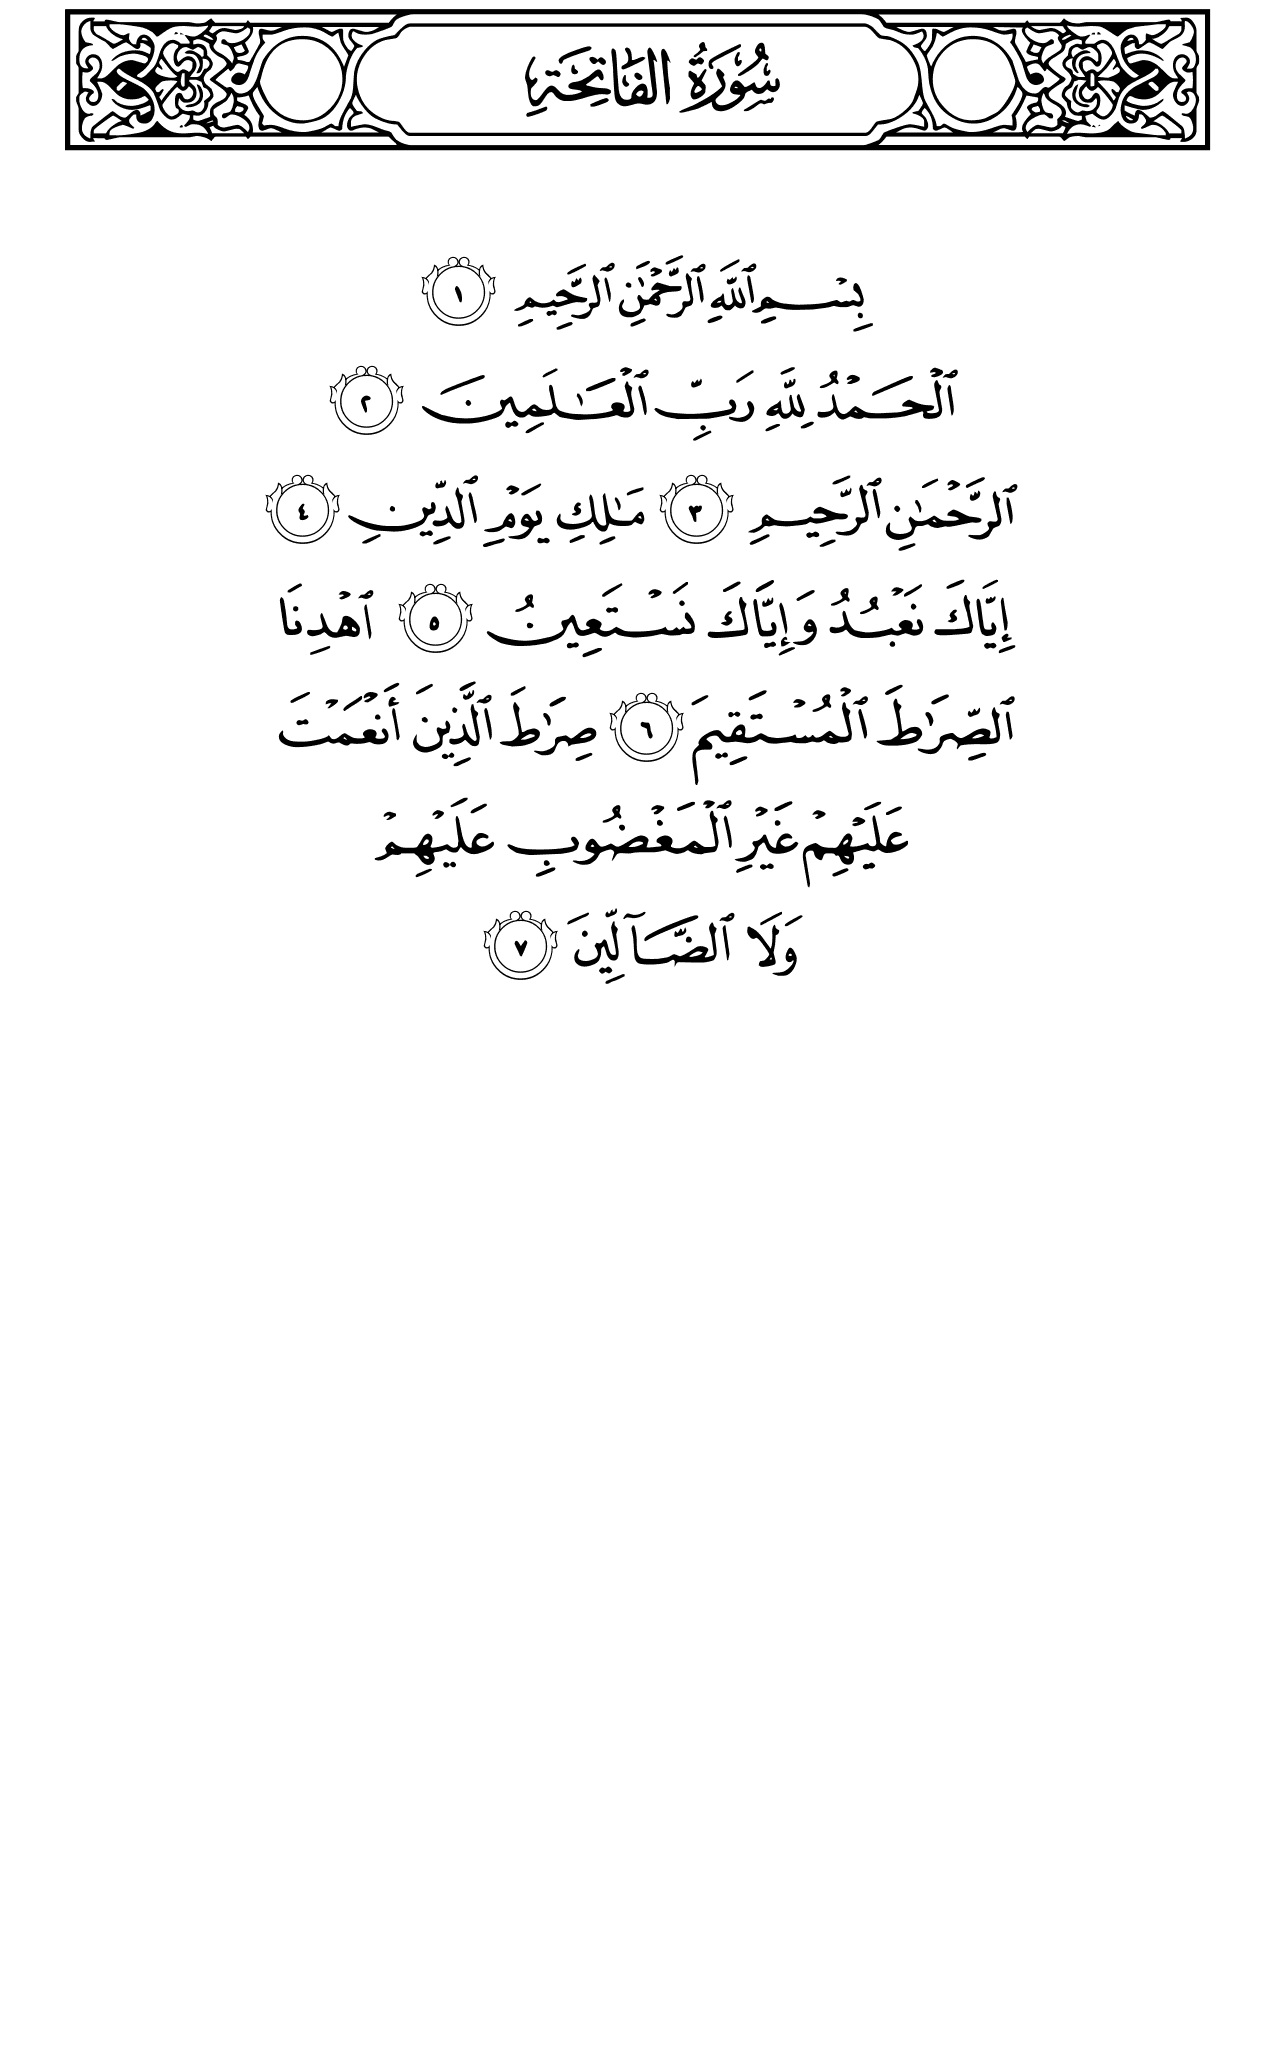 سُورَةُ الفَاتِحَةِ
بِسۡمِ ٱللَّهِ ٱلرَّحۡمَٰنِ ٱلرَّحِيمِ ١
ٱلۡحَمۡدُ لِلَّهِ رَبِّ ٱلۡعَٰلَمِينَ ٢
ٱلرَّحۡمَٰنِ ٱلرَّحِيمِ ٣ مَٰلِكِ يَوۡمِ ٱلدِّينِ ٤
إِيَّاكَ نَعۡبُدُ وَإِيَّاكَ نَسۡتَعِينُ ٥ ٱهۡدِنَا
ٱلصِّرَٰطَ ٱلۡمُسۡتَقِيمَ ٦ صِرَٰطَ ٱلَّذِينَ أَنۡعَمۡتَ
عَلَيۡهِمۡ غَيۡرِ ٱلۡمَغۡضُوبِ عَلَيۡهِمۡ
وَلَا ٱلضَّآلِّينَ ٧